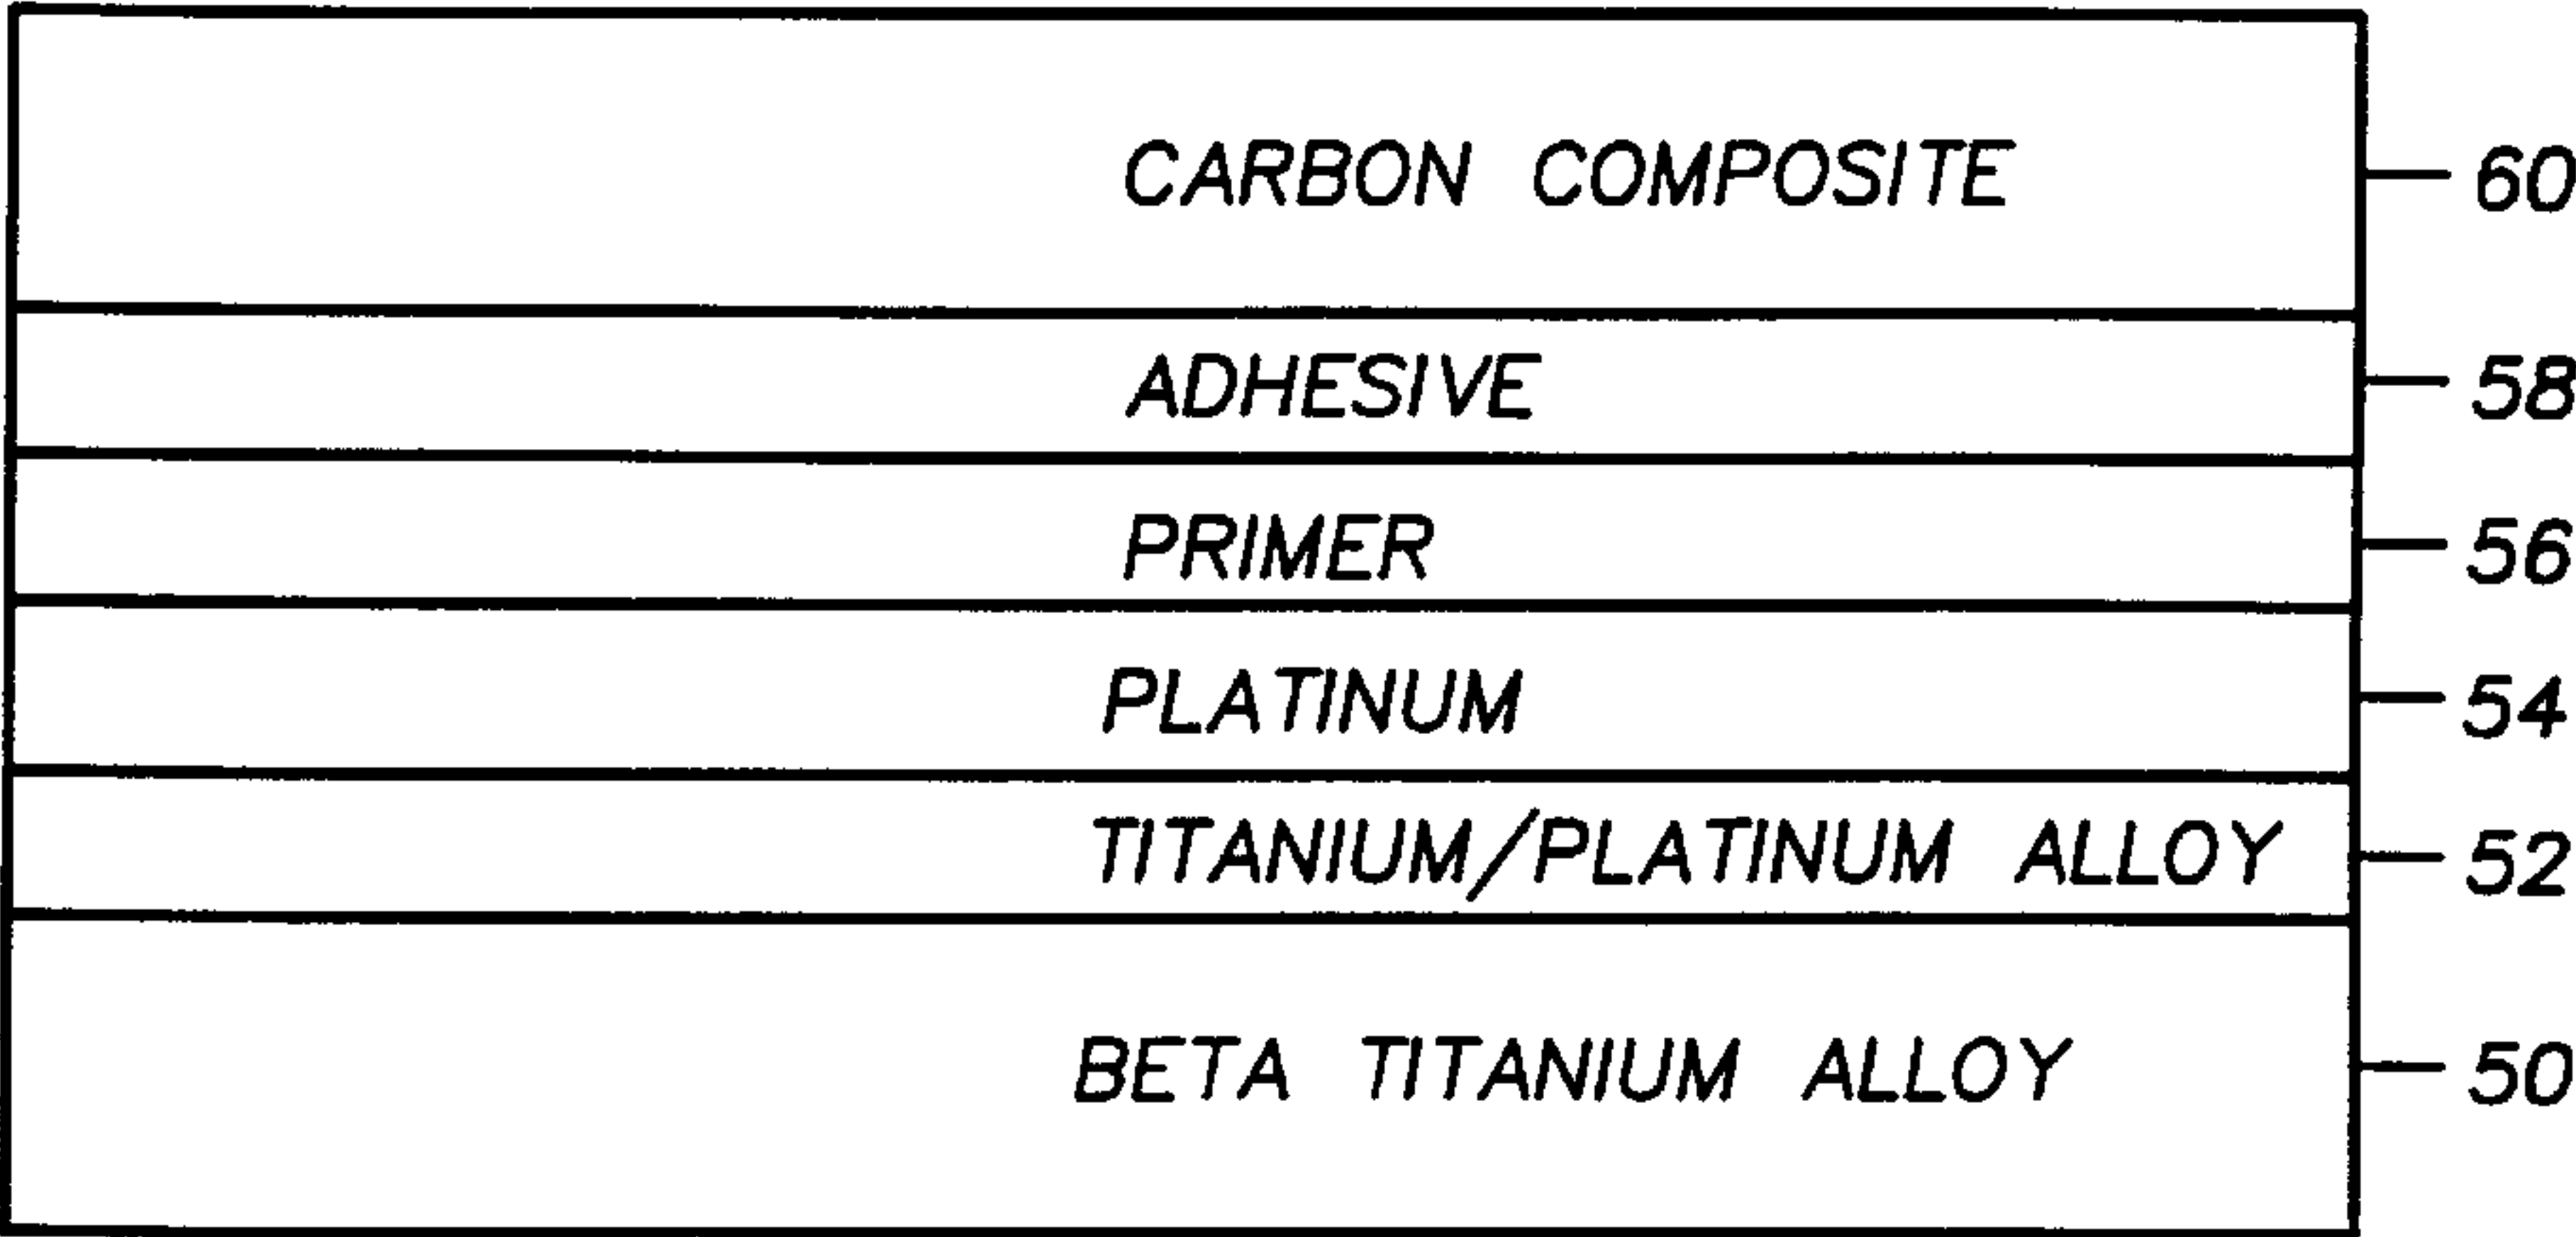 CARBON COMPOSITE 60
ADHESIVE 58
PRIMER 56
PLATINUM 54
TITANIUM/PLATINUM ALLOY 52
BETA TITANIUM ALLOY 50